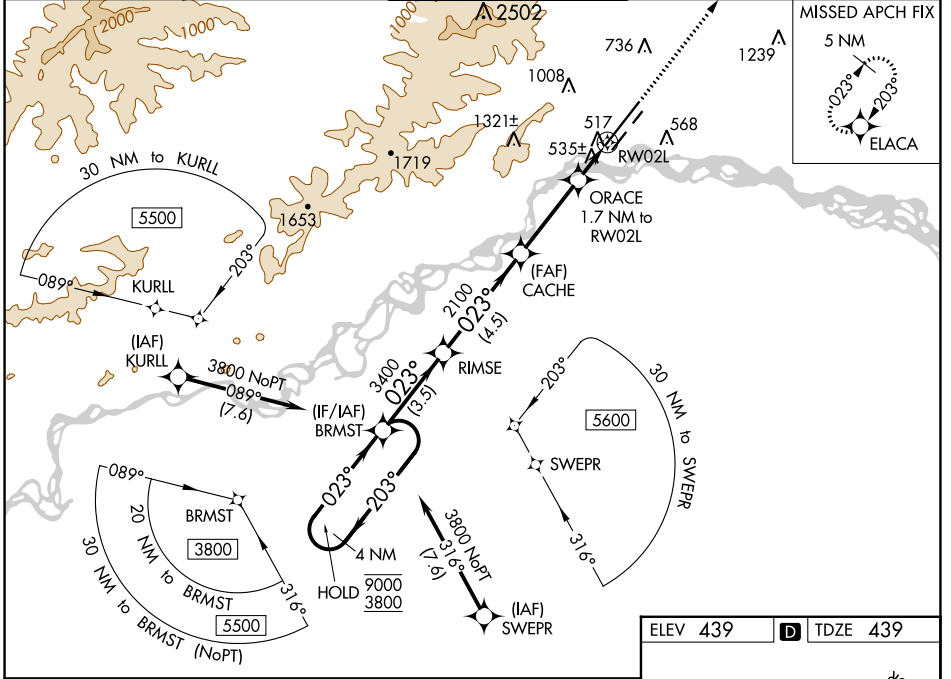 2000
1000
1000
2502
736
1239
1008
1321±
517
535±
568
RW02L
1719
1653
MISSED APCH FIX
5 NM
023°
203°
ELACA
30 NM to KURLL
5500
089°
203°
KURLL
ORACE
1.7 NM to
RW02L
(FAF)
CACHE
2100
023°
(4.5)
RIMSE
3400
023°
(3.5)
(IAF)
KURLL
3800 NoPT
089°
(7.6)
(IF/IAF)
BRMST
023°
203°
4 NM
HOLD
9000
3800
30 NM to SWEPR
5600
203°
SWEPR
316°
089°
BRMST
3800
20 NM to BRMST
5500
30 NM to BRMST (NoPT)
316°
3800 NoPT
316°
(7.6)
(IAF)
SWEPR
ELEV 439
D
TDZE 439